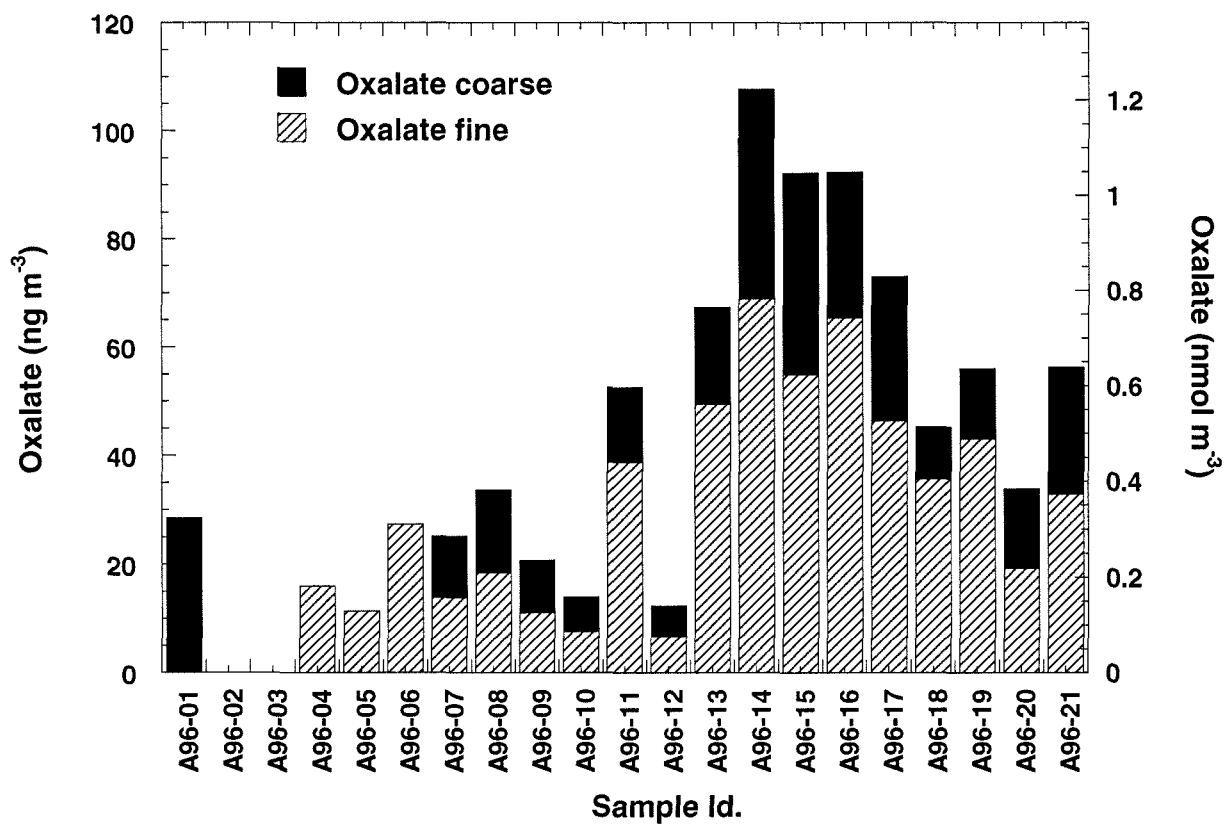 Oxalate coarse
Oxalate fine
Oxalate (ng m-3)
120
100
80
60
40
20
0
Oxalate (nmol m-3)
1.2
1
0.8
0.6
0.4
0.2
0
A96-01
A96-02
A96-03
A96-04
A96-05
A96-06
A96-07
A96-08
A96-09
A96-10
A96-11
A96-12
A96-13
A96-14
A96-15
A96-16
A96-17
A96-18
A96-19
A96-20
A96-21
Sample Id.